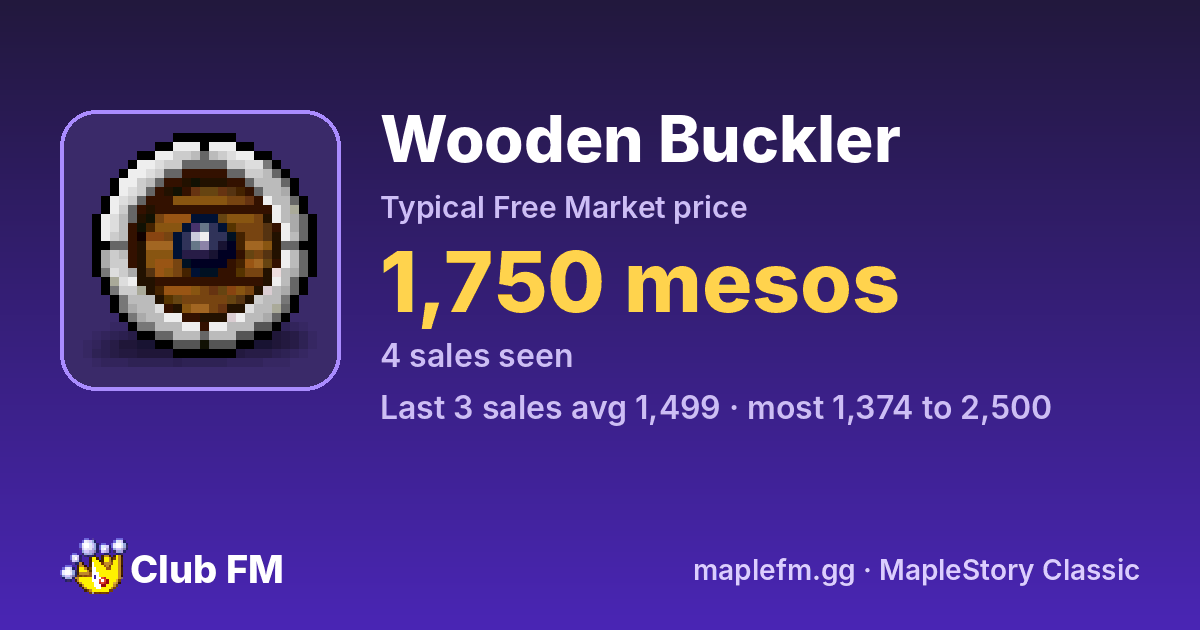 Wooden Buckler
Typical Free Market price
1,750 mesos
4 sales seen
Last 3 sales avg 1,499 · most 1,374 to 2,500
Club FM
maplefm.gg · MapleStory Classic